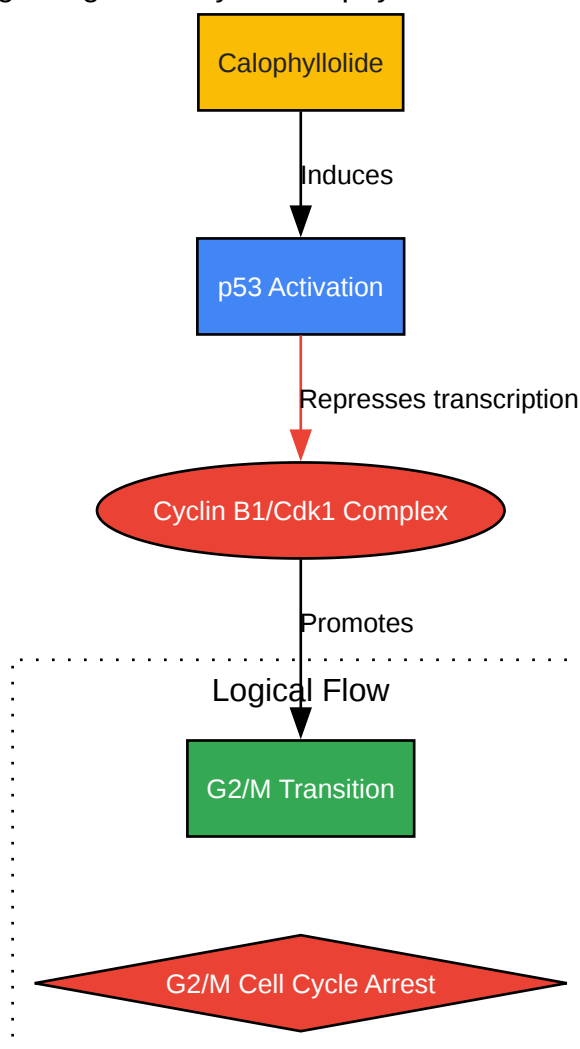 Calophyllolide
Induces
p53 Activation
Represses transcription
Cyclin B1/Cdk1 Complex
Promotes
Logical Flow
G2/M Transition
G2/M Cell Cycle Arrest